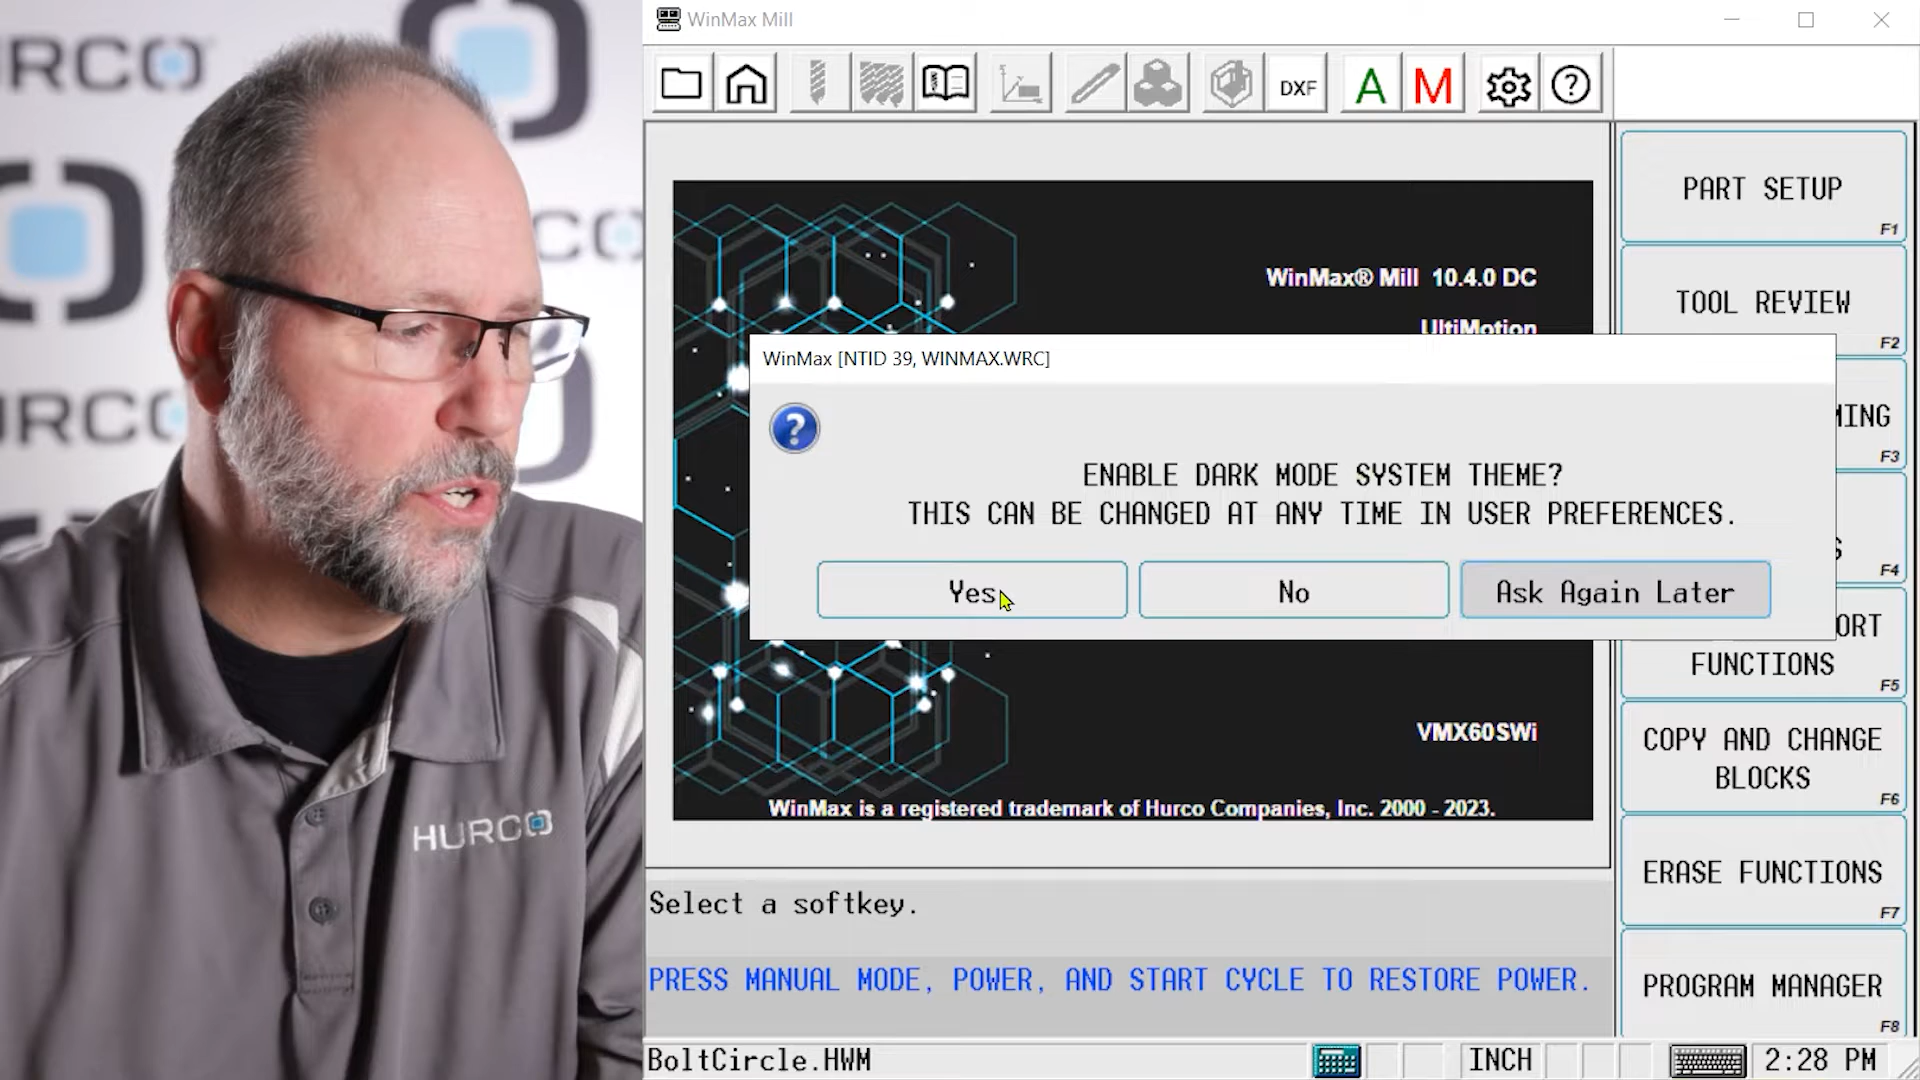 WinMax Mill
DXF
A
M
WinMax® Mill 10.4.0 DC
UltiMotion
WinMax [NTID 39, WINMAX.WRC]
ENABLE DARK MODE SYSTEM THEME?
THIS CAN BE CHANGED AT ANY TIME IN USER PREFERENCES.
Yes
No
Ask Again Later
VMX60SWi
WinMax is a registered trademark of Hurco Companies, Inc. 2000 - 2023.
PART SETUP
F1
TOOL REVIEW
F2
F3
F4
FUNCTIONS
F5
COPY AND CHANGE
BLOCKS
F6
ERASE FUNCTIONS
F7
PROGRAM MANAGER
F8
Select a softkey.
PRESS MANUAL MODE, POWER, AND START CYCLE TO RESTORE POWER.
BoltCircle.HWM
INCH
2:28 PM
HURCO